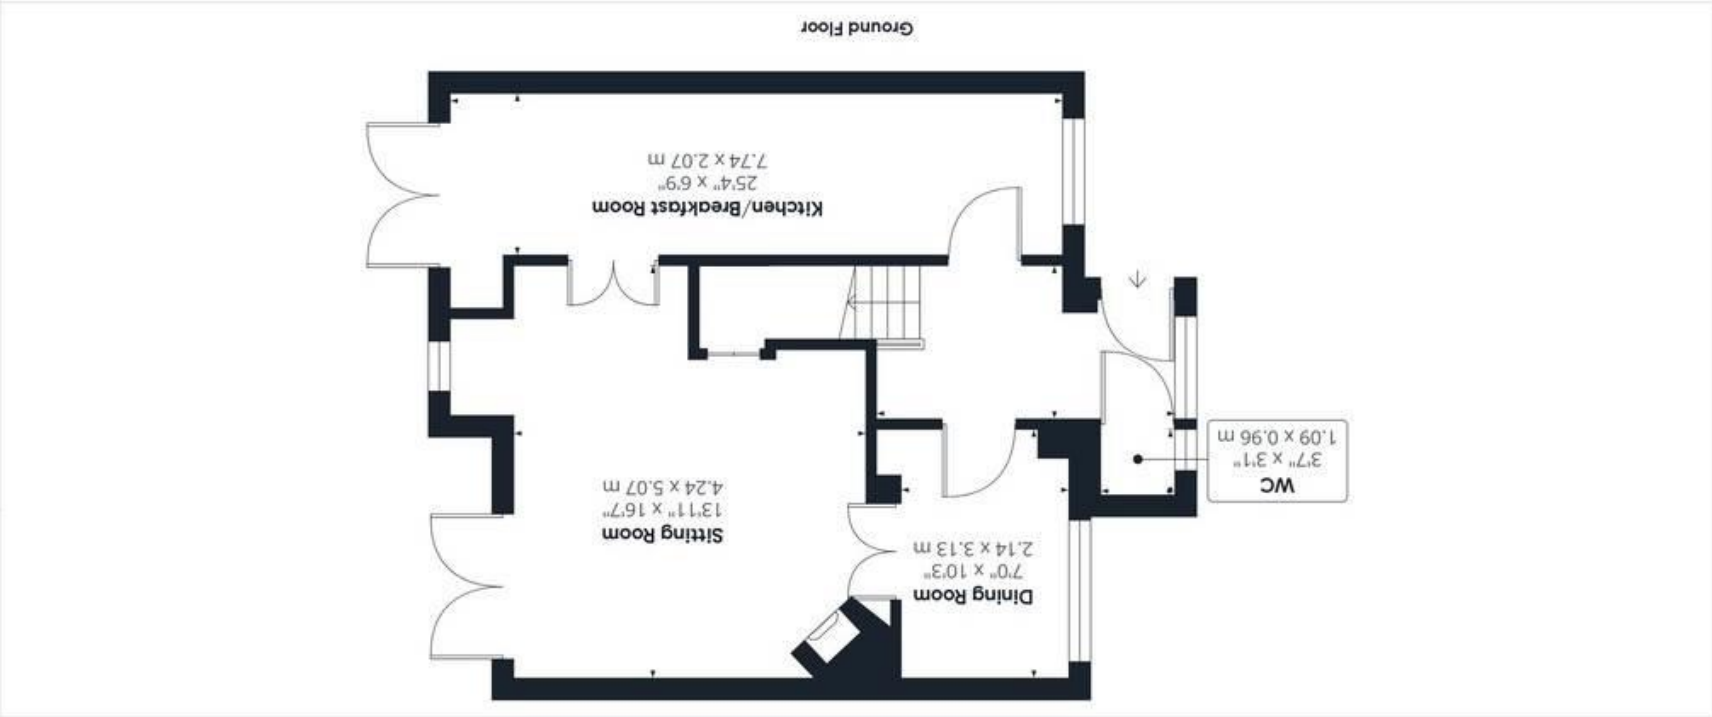 WC
3'7" x 3'1"
1.09 x 0.96 m
Dining Room
7'0" x 10'3"
2.14 x 3.13 m
Sitting Room
13'11" x 16'7"
4.24 x 5.07 m
Kitchen/Breakfast Room
25'4" x 6'9"
7.74 x 2.07 m
Ground Floor